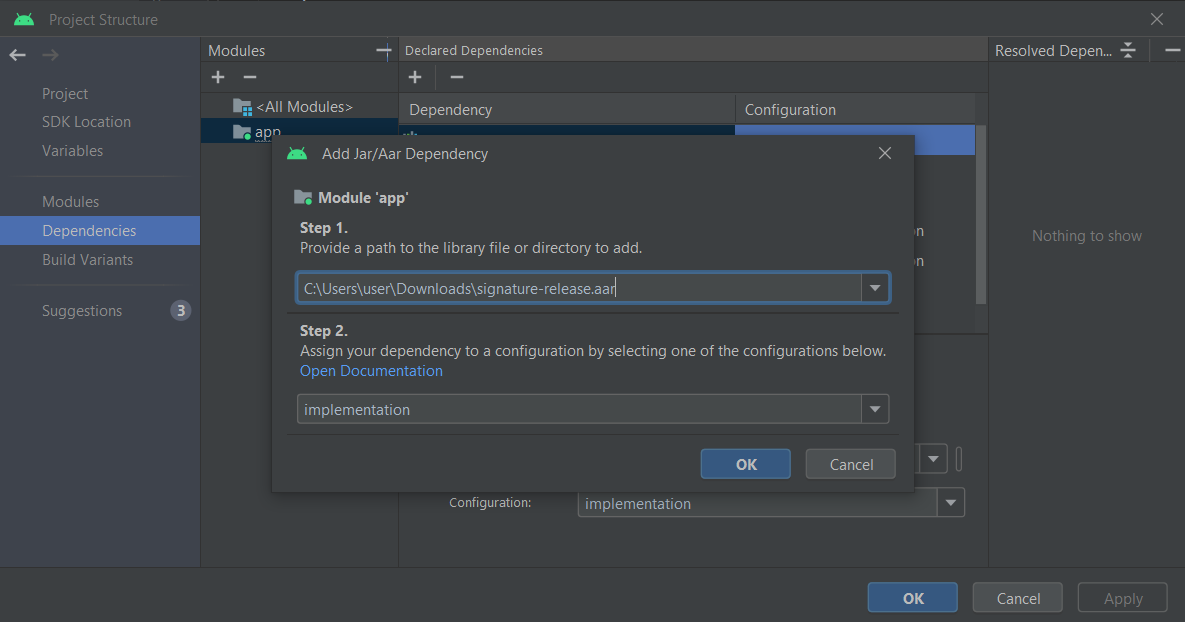 Project Structure
Project
SDK Location
Variables
Modules
Dependencies
Build Variants
Suggestions 3
Modules
<All Modules>
app
Declared Dependencies
Dependency Configuration
Add Jar/Aar Dependency
Module 'app'
Step 1.
Provide a path to the library file or directory to add.
C:\Users\user\Downloads\signature-release.aar
Step 2.
Assign your dependency to a configuration by selecting one of the configurations below.
Open Documentation
implementation
OK Cancel
Configuration: implementation
Resolved Depen...
Nothing to show
OK Cancel Apply